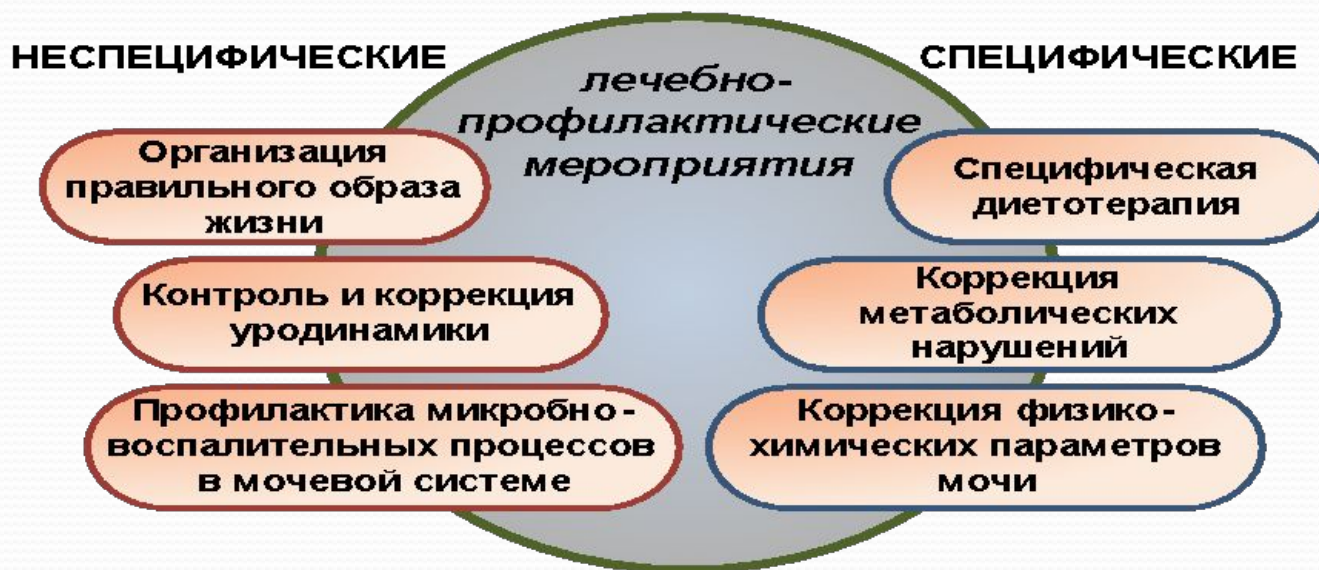 НЕСПЕЦИФИЧЕСКИЕ
СПЕЦИФИЧЕСКИЕ
лечебно-
профилактические
мероприятия
Организация
правильного образа
жизни
Контроль и коррекция
уродинамики
Профилактика микробно-
воспалительных процессов
в мочевой системе
Специфическая
диетотерапия
Коррекция
метаболических
нарушений
Коррекция физико-
химических параметров
мочи